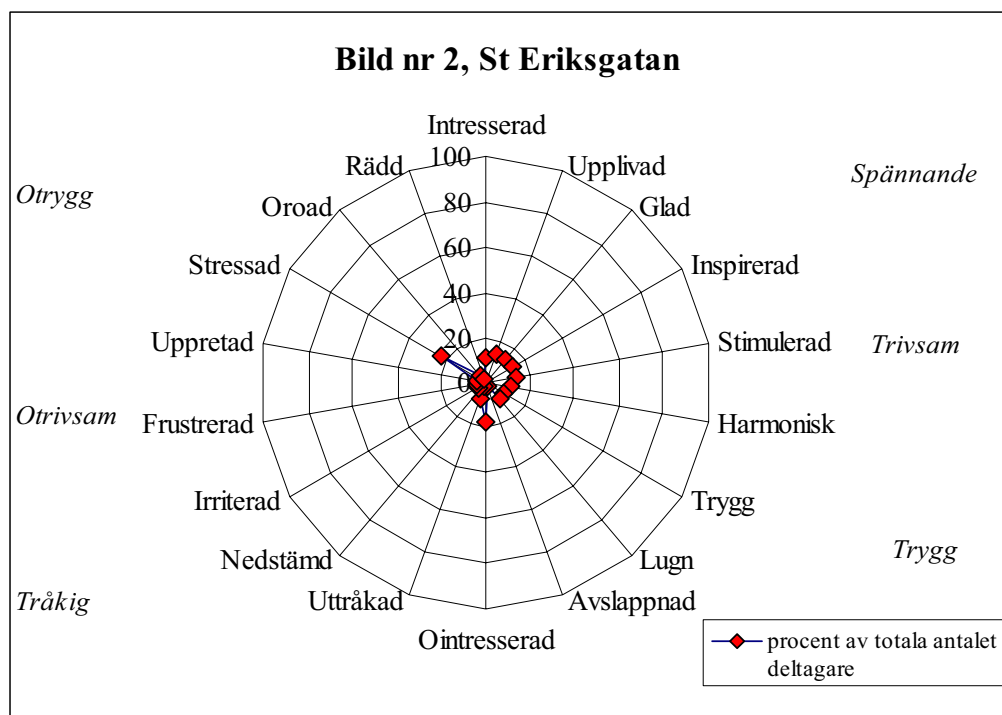 Bild nr 2, St Eriksgatan
Intresserad
Rädd
Upplivad
Spännande
Otrygg
Oroad
Glad
Stressad
Inspirerad
Uppretad
Stimulerad
Trivsam
Otrivsam
Frustrerad
Harmonisk
Irriterad
Trygg
Nedstämd
Lugn
Trygg
Tråkig
Uttråkad
Avslappnad
Ointresserad
100
80
60
40
20
0
procent av totala antalet
deltagare